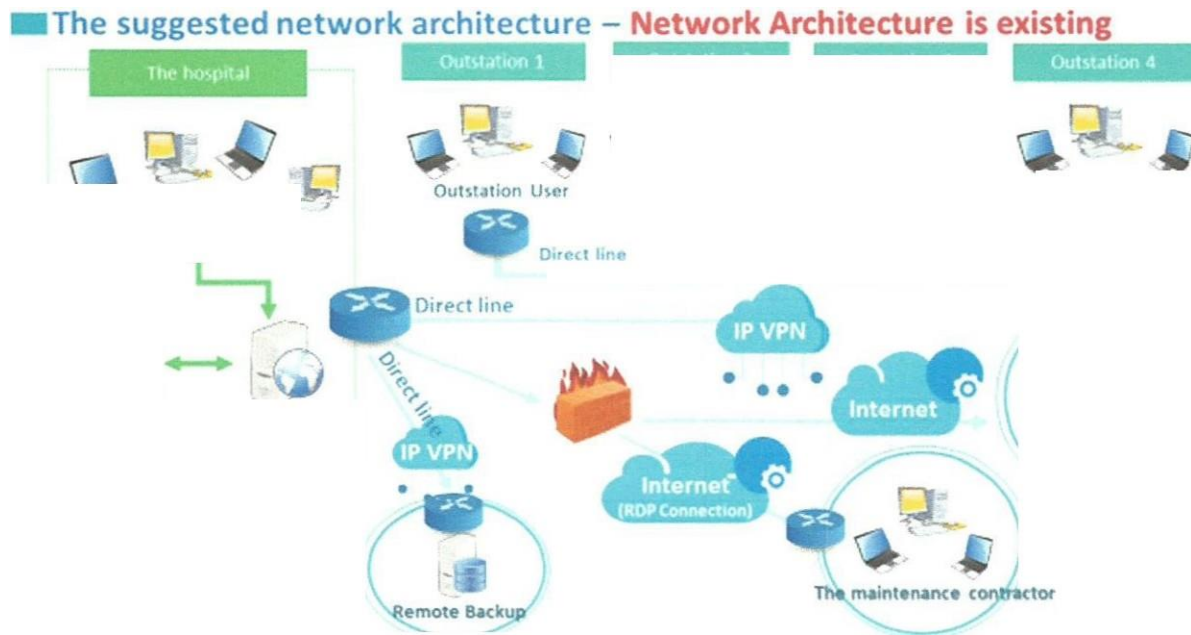 The suggested network architecture – Network Architecture is existing
The hospital
Outstation 1
Outstation 4
Outstation User
Direct line
Direct line
IP VPN
Direct line
Internet
IP VPN
Internet
(RDP Connection)
The maintenance contractor
Remote Backup